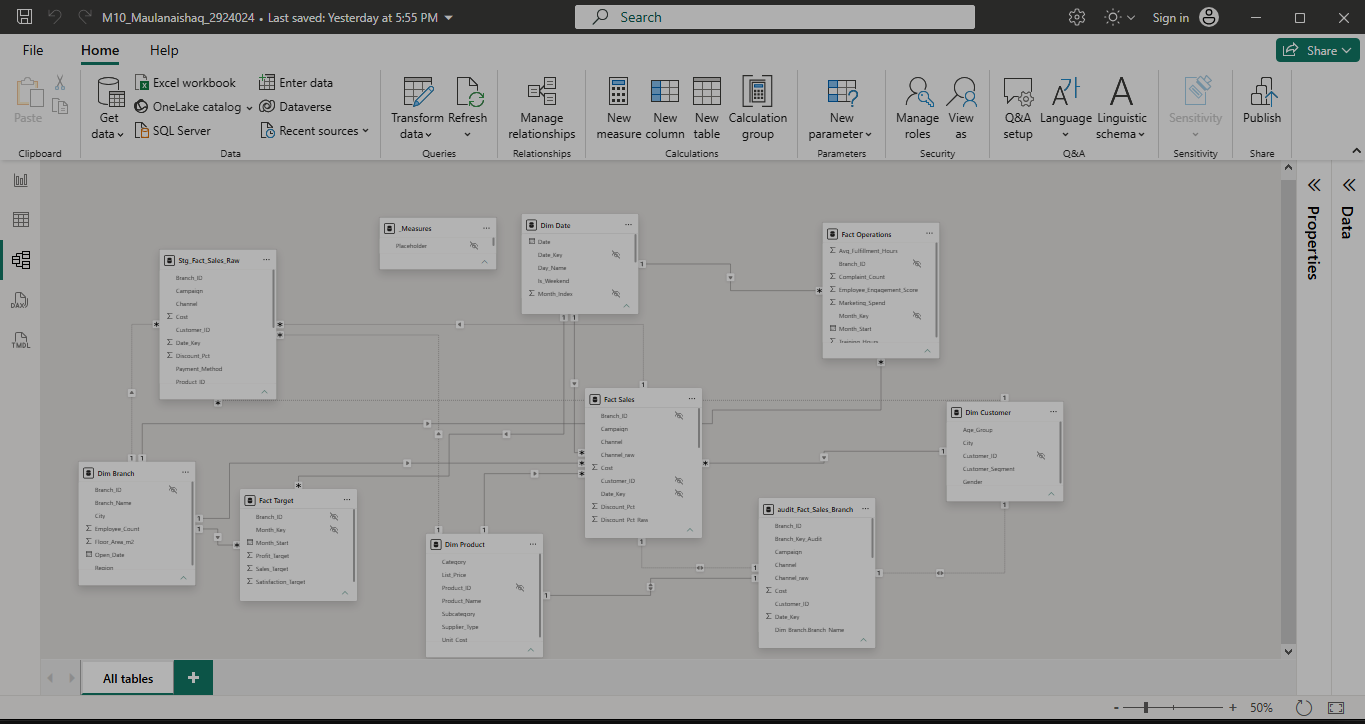 M10_Maulanaishaq_2924024 • Last saved: Yesterday at 5:55 PM
Search
Sign in
File
Home
Help
Share
Paste
Clipboard
Get data
Excel workbook
OneLake catalog
SQL Server
Enter data
Dataverse
Recent sources
Data
Transform data
Refresh
Queries
Manage relationships
Relationships
New measure
New column
New table
Calculation group
Calculations
New parameter
Parameters
Manage roles
View as
Security
Q&A setup
Language
Linguistic schema
Q&A
Sensitivity
Sensitivity
Publish
Share
DAX
TMDL
Properties
Data
_Measures
Placeholder
Dim Date
Date
Date_Key
Day_Name
Is_Weekend
Month_Index
Fact Operations
Avg_Fulfillment_Hours
Branch_ID
Complaint_Count
Employee_Engagement_Score
Marketing_Spend
Month_Key
Month_Start
Training_Hours
Stg_Fact_Sales_Raw
Branch_ID
Campaign
Channel
Cost
Customer_ID
Date_Key
Discount_Pct
Payment_Method
Product_ID
Fact Sales
Branch_ID
Campaign
Channel
Channel_raw
Cost
Customer_ID
Date_Key
Discount_Pct
Discount_Pct_Raw
Dim Customer
Age_Group
City
Customer_ID
Customer_Segment
Gender
Dim Branch
Branch_ID
Branch_Name
City
Employee_Count
Floor_Area_m2
Open_Date
Region
Fact Target
Branch_ID
Month_Key
Month_Start
Profit_Target
Sales_Target
Satisfaction_Target
Dim Product
Category
List_Price
Product_ID
Product_Name
Subcategory
Supplier_Type
Unit_Cost
audit_Fact_Sales_Branch
Branch_ID
Branch_Key_Audit
Campaign
Channel
Channel_raw
Cost
Customer_ID
Date_Key
Dim_Branch.Branch_Name
All tables
50%